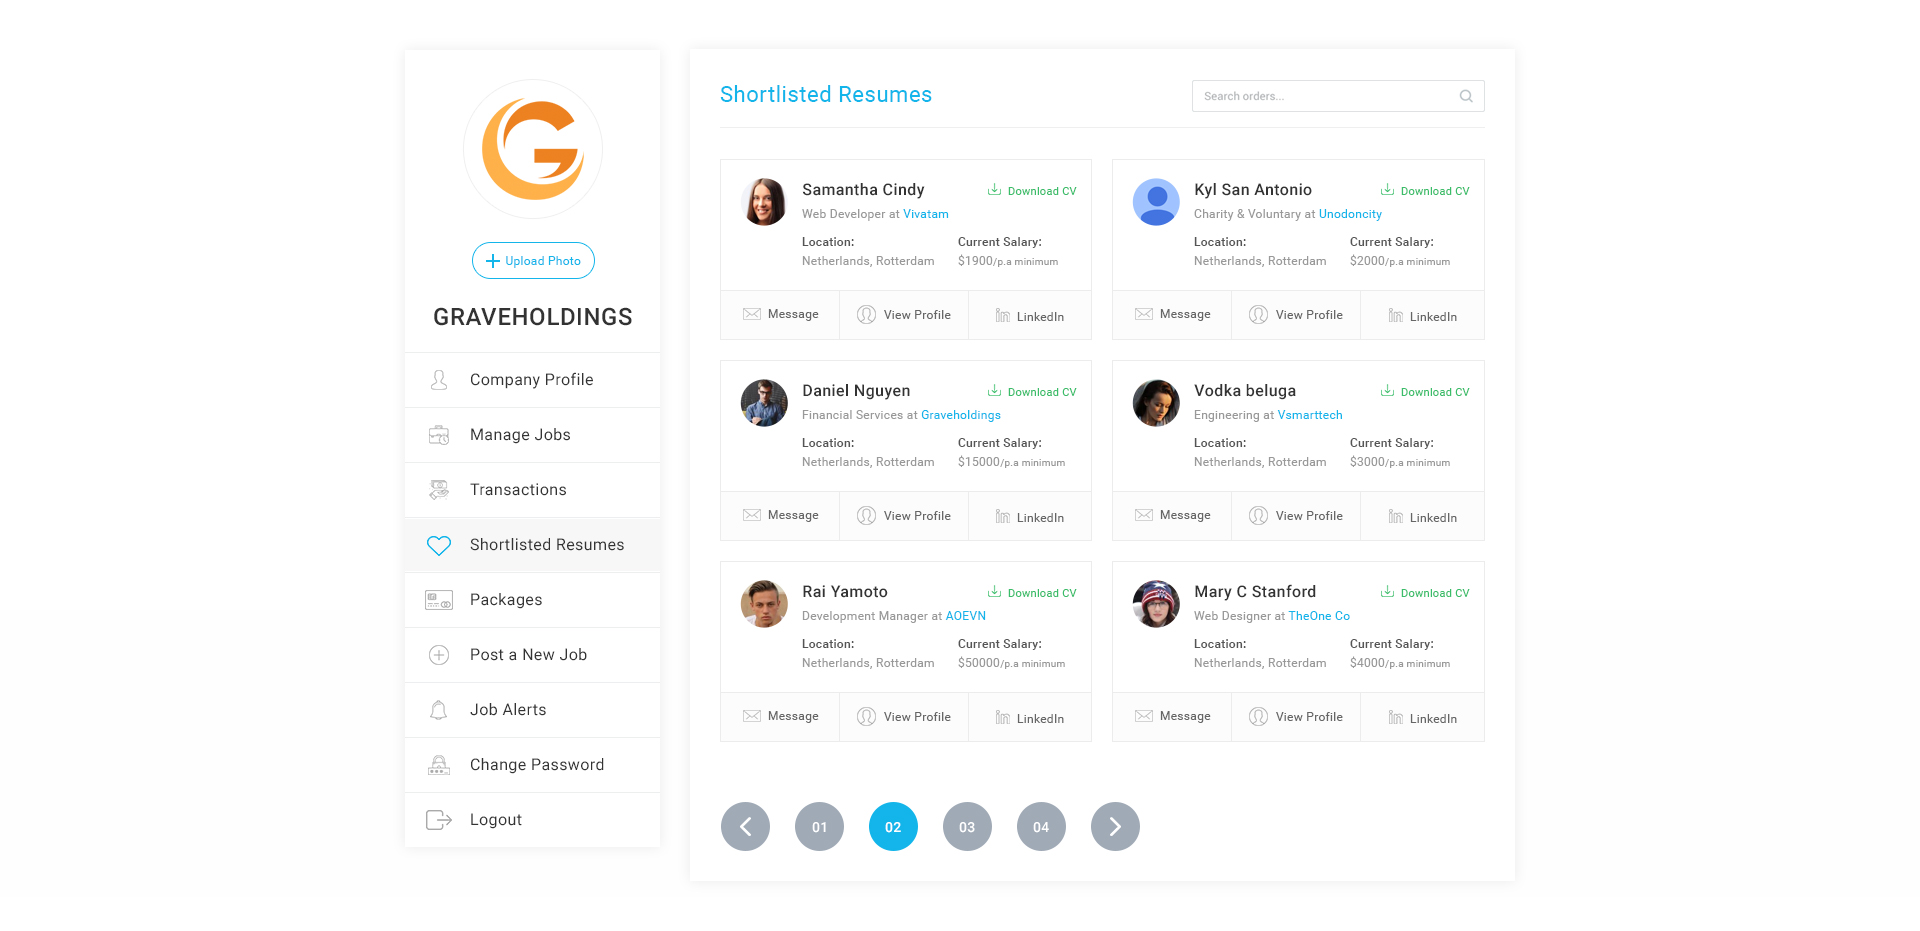 Upload Photo
GRAVEHOLDINGS
Company Profile
Manage Jobs
Transactions
Shortlisted Resumes
Packages
Post a New Job
Job Alerts
Change Password
Logout
Shortlisted Resumes
Search orders...
Samantha Cindy
Download CV
Web Developer at Vivatam
Location: Current Salary:
Netherlands, Rotterdam $1900/p.a minimum
Message View Profile LinkedIn
Kyl San Antonio
Download CV
Charity & Voluntary at Unodoncity
Location: Current Salary:
Netherlands, Rotterdam $2000/p.a minimum
Message View Profile LinkedIn
Daniel Nguyen
Download CV
Financial Services at Graveholdings
Location: Current Salary:
Netherlands, Rotterdam $15000/p.a minimum
Message View Profile LinkedIn
Vodka beluga
Download CV
Engineering at Vsmarttech
Location: Current Salary:
Netherlands, Rotterdam $3000/p.a minimum
Message View Profile LinkedIn
Rai Yamoto
Download CV
Development Manager at AOEVN
Location: Current Salary:
Netherlands, Rotterdam $50000/p.a minimum
Message View Profile LinkedIn
Mary C Stanford
Download CV
Web Designer at TheOne Co
Location: Current Salary:
Netherlands, Rotterdam $4000/p.a minimum
Message View Profile LinkedIn
01 02 03 04